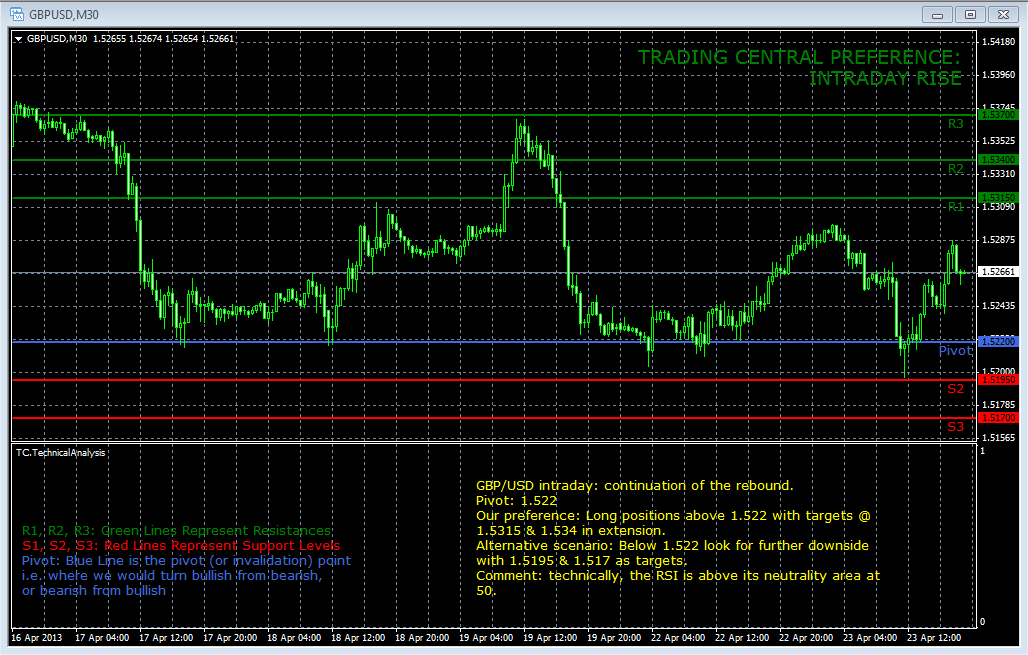 GBPUSD,M30
GBPUSD,M30 1.52655 1.52674 1.52654 1.52661
TRADING CENTRAL PREFERENCE:
INTRADAY RISE
1.54180
1.53960
1.53745
1.53700
R3
1.53525
1.53400
R2
1.53310
1.53150
R1
1.53090
1.52875
1.52661
1.52435
1.52200
Pivot
1.52000
1.51950
S2
1.51785
1.51700
S3
1.51565
TC.TechnicalAnalysis
1
GBP/USD intraday: continuation of the rebound.
Pivot: 1.522
Our preference: Long positions above 1.522 with targets @
1.5315 & 1.534 in extension.
Alternative scenario: Below 1.522 look for further downside
with 1.5195 & 1.517 as targets.
Comment: technically, the RSI is above its neutrality area at
50.
R1, R2, R3: Green Lines Represent Resistances
S1, S2, S3: Red Lines Represent Support Levels
Pivot: Blue Line is the pivot (or invalidation) point
i.e. where we would turn bullish from bearish,
or bearish from bullish
0
16 Apr 2013 17 Apr 04:00 17 Apr 12:00 17 Apr 20:00 18 Apr 04:00 18 Apr 12:00 18 Apr 20:00 19 Apr 04:00 19 Apr 12:00 19 Apr 20:00 22 Apr 04:00 22 Apr 12:00 22 Apr 20:00 23 Apr 04:00 23 Apr 12:00